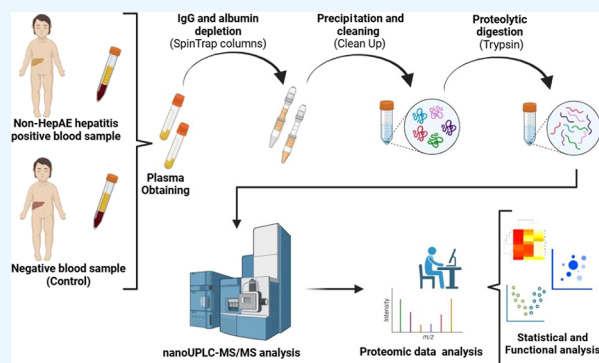 IgG and albumin
depletion
(SpinTrap columns)
Precipitation and
cleaning
(Clean Up)
Proteolytic
digestion
(Trypsin)
Non-HepAE hepatitis
positive blood sample
Plasma
Obtaining
Negative blood sample
(Control)
nanoUPLC-MS/MS analysis
Intensity
m/z
Proteomic data analysis
Statistical and
Functional analysis